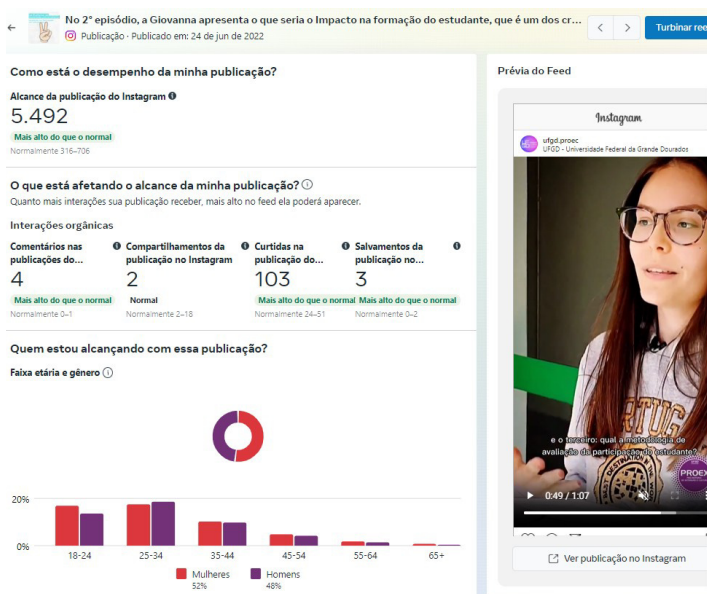 No 2° episódio, a Giovanna apresenta o que seria o Impacto na formação do estudante, que é um dos cr...
Publicação · Publicado em: 24 de jun de 2022
Turbinar ree
Como está o desempenho da minha publicação?
Alcance da publicação do Instagram
5.492
Mais alto do que o normal
Normalmente 316–706
O que está afetando o alcance da minha publicação?
Quanto mais interações sua publicação receber, mais alto no feed ela poderá aparecer.
Interações orgânicas
Comentários nas publicações do...
4
Mais alto do que o normal
Normalmente 0–1
Compartilhamentos da publicação no Instagram
2
Normal
Normalmente 2–18
Curtidas na publicação do...
103
Mais alto do que o normal
Normalmente 24–51
Salvamentos da publicação no...
3
Mais alto do que o normal
Normalmente 0–2
Quem estou alcançando com essa publicação?
Faixa etária e gênero
20%
0%
18-24 25-34 35-44 45-54 55-64 65+
Mulheres
52%
Homens
48%
Prévia do Feed
Instagram
ufgd.proec
UFGD - Universidade Federal da Grande Dourados
e o terceiro: qual a metodologia de
avaliação da participação do estudante?
PROEX
0:49 / 1:07
Ver publicação no Instagram